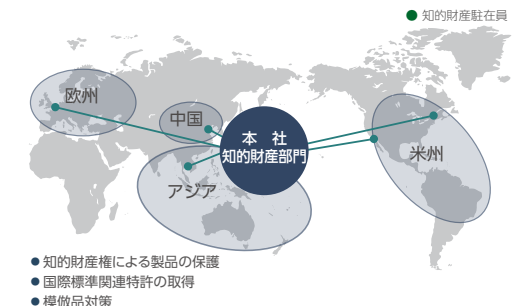 ● 知的財産駐在員
欧州
中国
本 社
知的財産部門
米州
アジア
● 知的財産権による製品の保護
● 国際標準関連特許の取得
● 模倣品対策